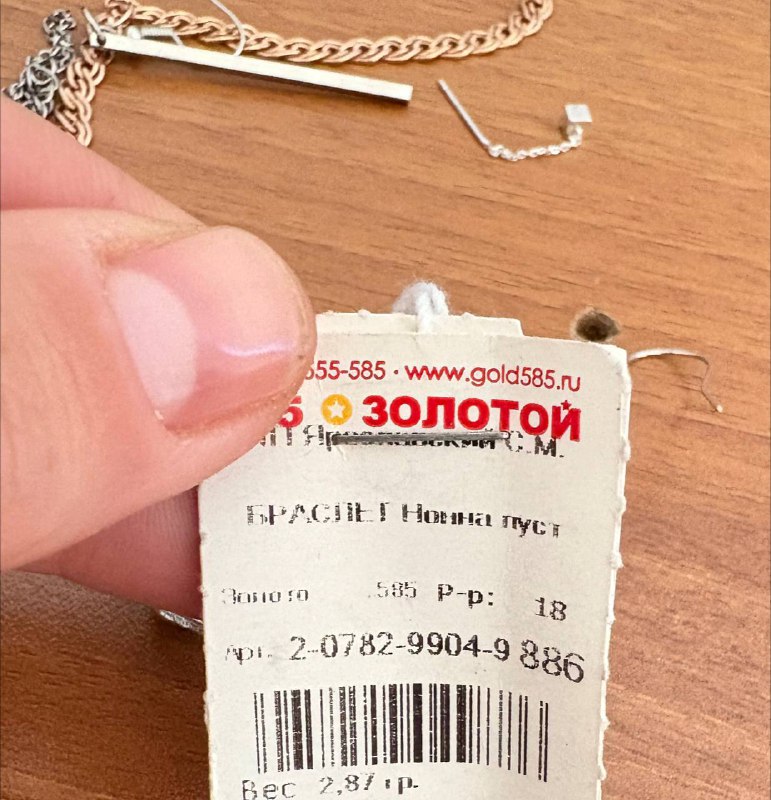 555-585 · www.gold585.ru
5 ЗОЛОТОЙ
С.М.
БРАСЛЕТ Нонна пуст
Золото .585 Р-р: 18
Арт. 2-0782-9904-9 886
Вес 2,87 гр.